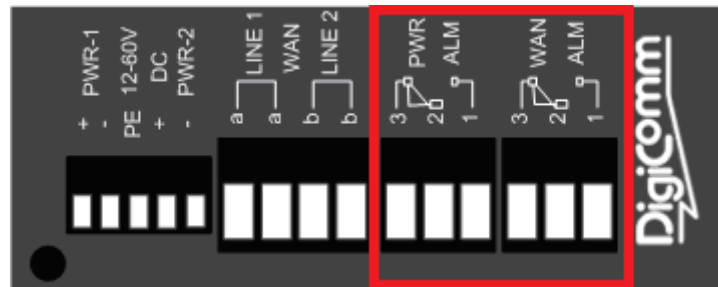 + PWR-1 -
PE 12-60V
+ DC
- PWR-2
a LINE 1 a
WAN
b LINE 2 b
3 2 1
PWR
ALM
3 2 1
WAN
ALM
DigiComm